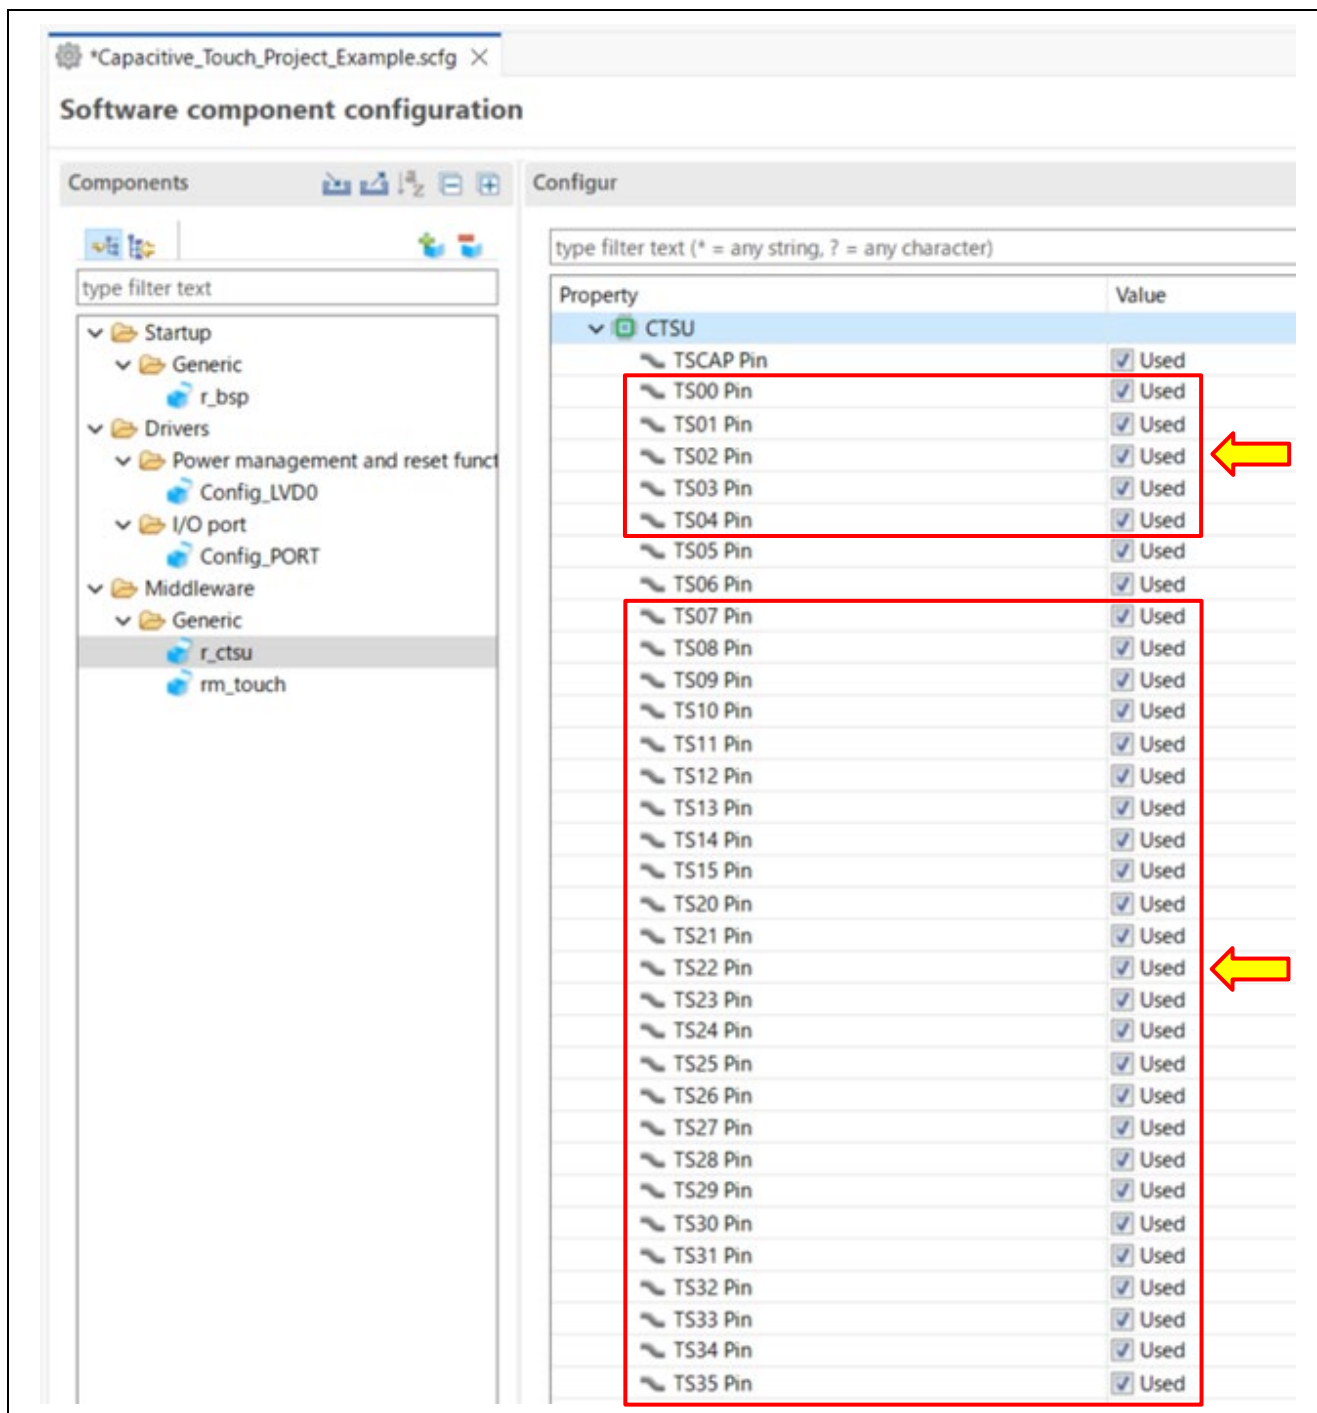 *Capacitive_Touch_Project_Example.scfg
Software component configuration
Components
Configur
type filter text
type filter text (* = any string, ? = any character)
Startup
Generic
r_bsp
Drivers
Power management and reset funct
Config_LVD0
I/O port
Config_PORT
Middleware
Generic
r_ctsu
rm_touch
Property Value
CTSU
TSCAP Pin Used
TS00 Pin Used
TS01 Pin Used
TS02 Pin Used
TS03 Pin Used
TS04 Pin Used
TS05 Pin Used
TS06 Pin Used
TS07 Pin Used
TS08 Pin Used
TS09 Pin Used
TS10 Pin Used
TS11 Pin Used
TS12 Pin Used
TS13 Pin Used
TS14 Pin Used
TS15 Pin Used
TS20 Pin Used
TS21 Pin Used
TS22 Pin Used
TS23 Pin Used
TS24 Pin Used
TS25 Pin Used
TS26 Pin Used
TS27 Pin Used
TS28 Pin Used
TS29 Pin Used
TS30 Pin Used
TS31 Pin Used
TS32 Pin Used
TS33 Pin Used
TS34 Pin Used
TS35 Pin Used